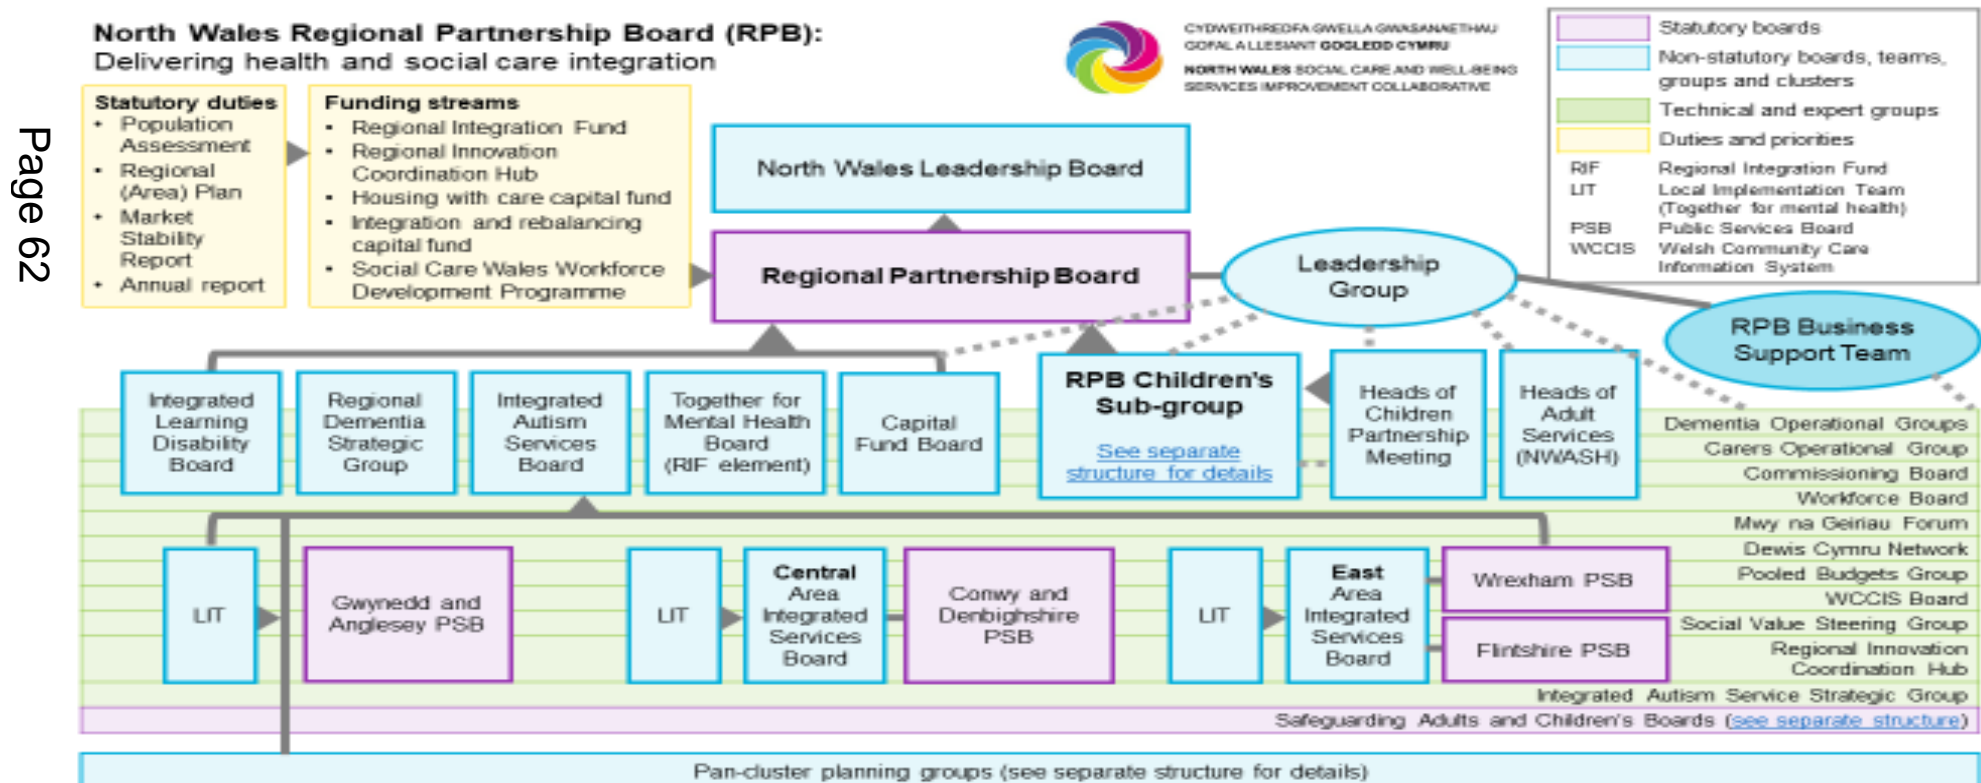 Page 62
North Wales Regional Partnership Board (RPB):
Delivering health and social care integration
CYDWEITHREDFA GWELLA GWASANAETHAU
GOFAL A LLESIANT GOGLEDD CYMRU
NORTH WALES SOCIAL CARE AND WELL-BEING
SERVICES IMPROVEMENT COLLABORATIVE
Statutory boards
Non-statutory boards, teams,
groups and clusters
Technical and expert groups
Duties and priorities
RIF Regional Integration Fund
LIT Local Implementation Team
(Together for mental health)
PSB Public Services Board
WCCIS Welsh Community Care
Information System
Statutory duties
• Population
Assessment
• Regional
(Area) Plan
• Market
Stability
Report
• Annual report
Funding streams
• Regional Integration Fund
• Regional Innovation
Coordination Hub
• Housing with care capital fund
• Integration and rebalancing
capital fund
• Social Care Wales Workforce
Development Programme
North Wales Leadership Board
Regional Partnership Board
Leadership
Group
RPB Business
Support Team
Integrated
Learning
Disability
Board
Regional
Dementia
Strategic
Group
Integrated
Autism
Services
Board
Together for
Mental Health
Board
(RIF element)
Capital
Fund Board
RPB Children's
Sub-group
See separate
structure for details
Heads of
Children
Partnership
Meeting
Heads of
Adult
Services
(NWASH)
Dementia Operational Groups
Carers Operational Group
Commissioning Board
Workforce Board
Mwy na Geiriau Forum
Dewis Cymru Network
Pooled Budgets Group
WCCIS Board
Social Value Steering Group
Regional Innovation
Coordination Hub
Integrated Autism Service Strategic Group
LIT
Gwynedd and
Anglesey PSB
LIT
Central
Area
Integrated
Services
Board
Conwy and
Denbighshire
PSB
LIT
East
Area
Integrated
Services
Board
Wrexham PSB
Flintshire PSB
Safeguarding Adults and Children's Boards (see separate structure)
Pan-cluster planning groups (see separate structure for details)